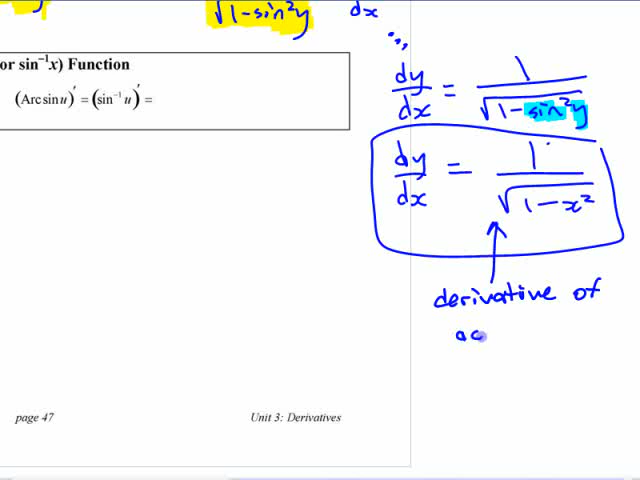 √1-sin²y dx
or sin⁻¹x) Function
(Arcsin u)′ = (sin⁻¹ u)′ =
∴
dy/dx = 1/√1-sin²y
dy/dx = 1/√1-x²
derivative of
page 47 Unit 3: Derivatives